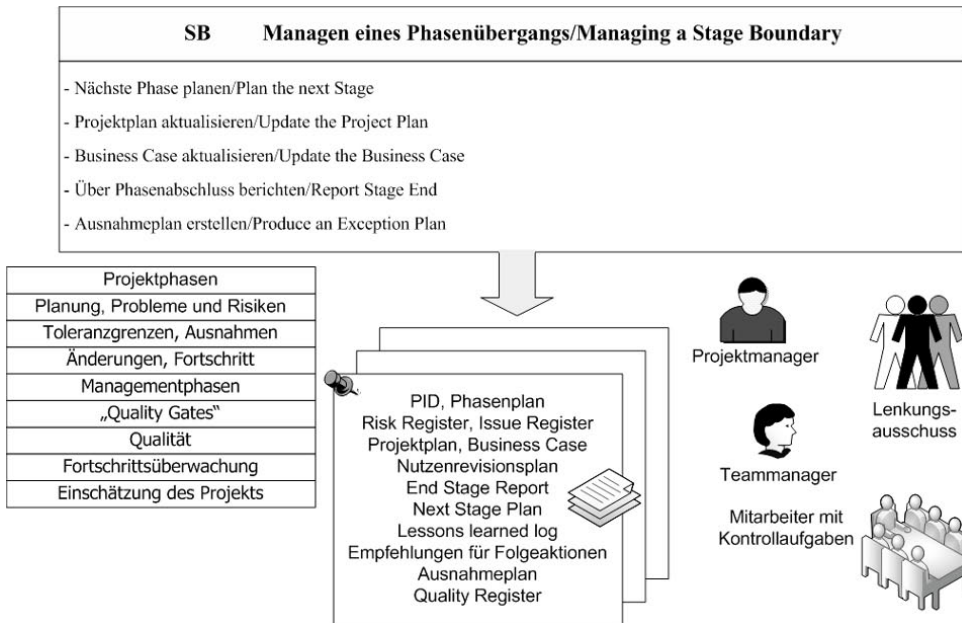 SB Managen eines Phasenübergangs/Managing a Stage Boundary
- Nächste Phase planen/Plan the next Stage
- Projektplan aktualisieren/Update the Project Plan
- Business Case aktualisieren/Update the Business Case
- Über Phasenabschluss berichten/Report Stage End
- Ausnahmeplan erstellen/Produce an Exception Plan
Projektphasen
Planung, Probleme und Risiken
Toleranzgrenzen, Ausnahmen
Änderungen, Fortschritt
Managementphasen
„Quality Gates“
Qualität
Fortschrittsüberwachung
Einschätzung des Projekts
PID, Phasenplan
Risk Register, Issue Register
Projektplan, Business Case
Nutzenrevisionsplan
End Stage Report
Next Stage Plan
Lessons learned log
Empfehlungen für Folgeaktionen
Ausnahmeplan
Quality Register
Projektmanager
Lenkungs-
ausschuss
Teammanager
Mitarbeiter mit
Kontrollaufgaben